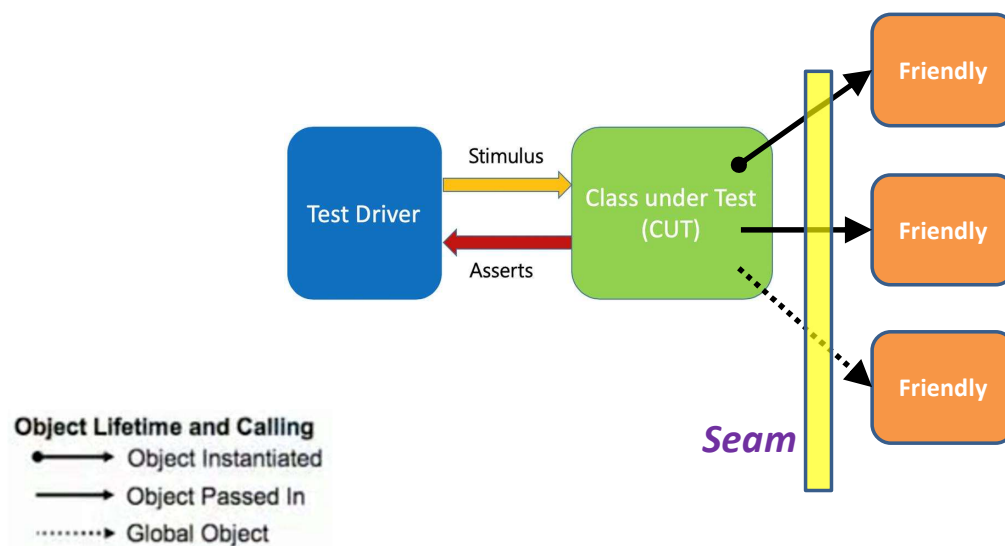 Friendly
Stimulus
Test Driver
Class under Test
(CUT)
Friendly
Asserts
Friendly
Seam
Object Lifetime and Calling
Object Instantiated
Object Passed In
Global Object